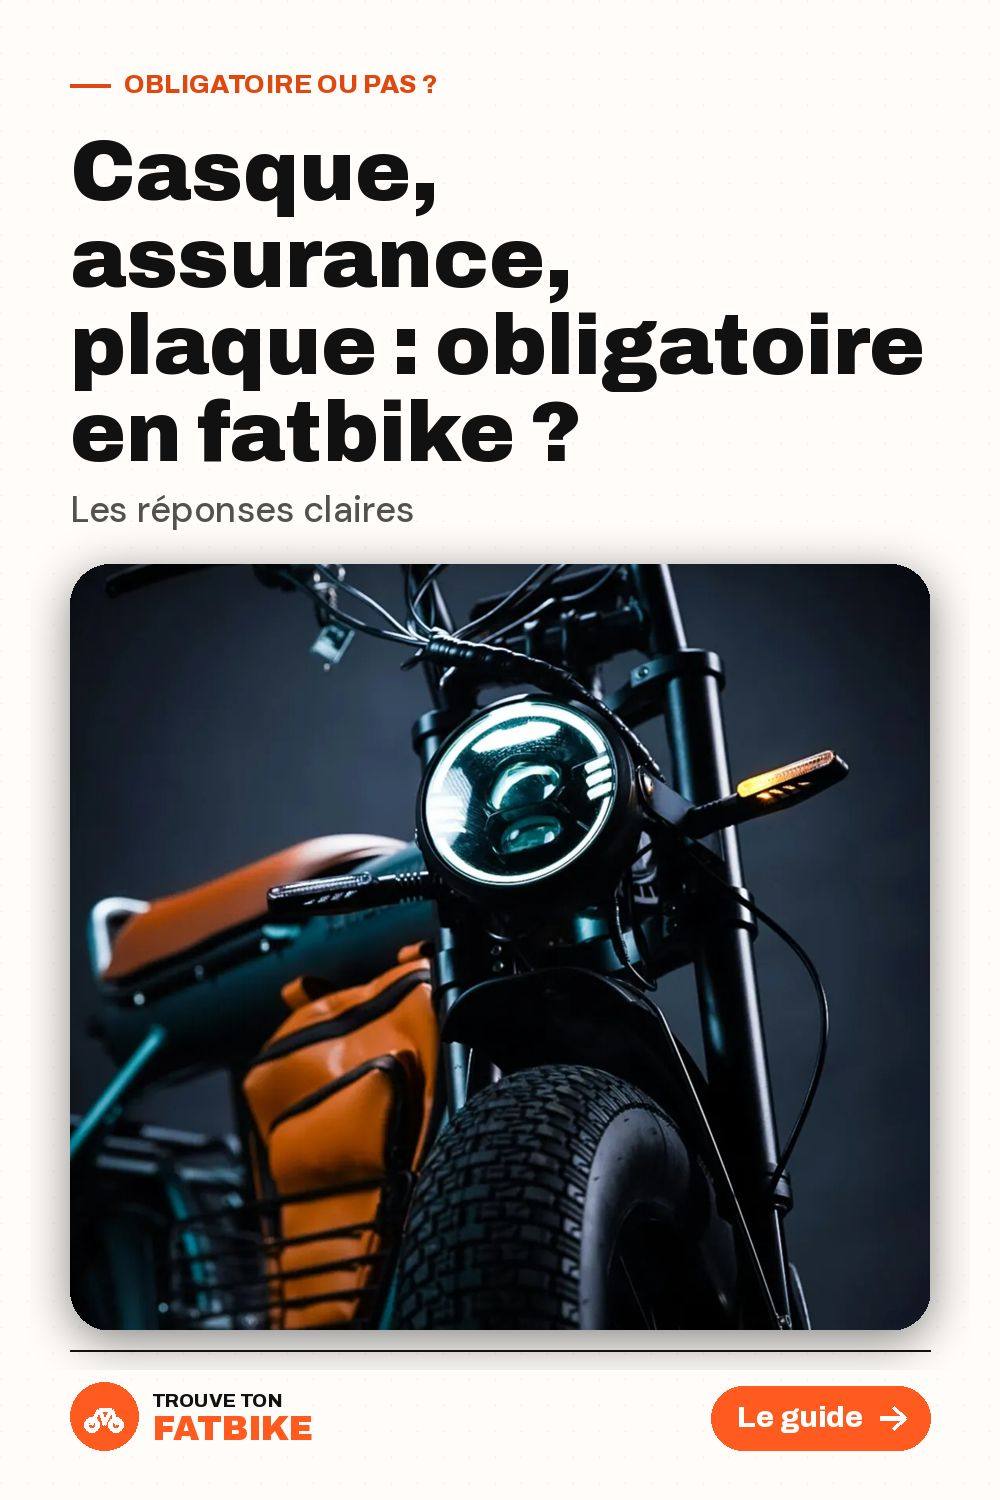 OBLIGATOIRE OU PAS ?
Casque,
assurance,
plaque : obligatoire
en fatbike ?
Les réponses claires
TROUVE TON
FATBIKE
Le guide →